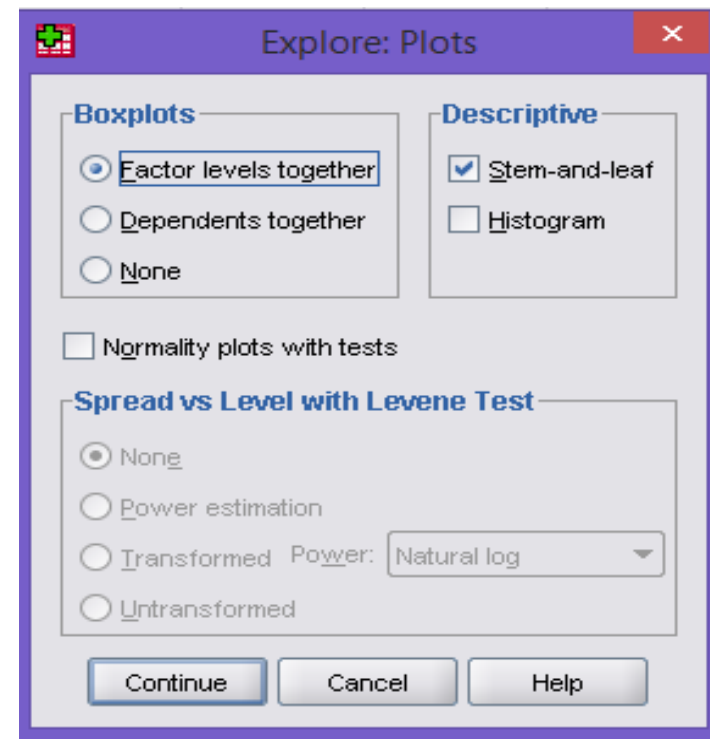 Explore: Plots
Boxplots
Factor levels together
Dependents together
None
Descriptive
Stem-and-leaf
Histogram
Normality plots with tests
Spread vs Level with Levene Test
None
Power estimation
Transformed Power: Natural log
Untransformed
Continue Cancel Help